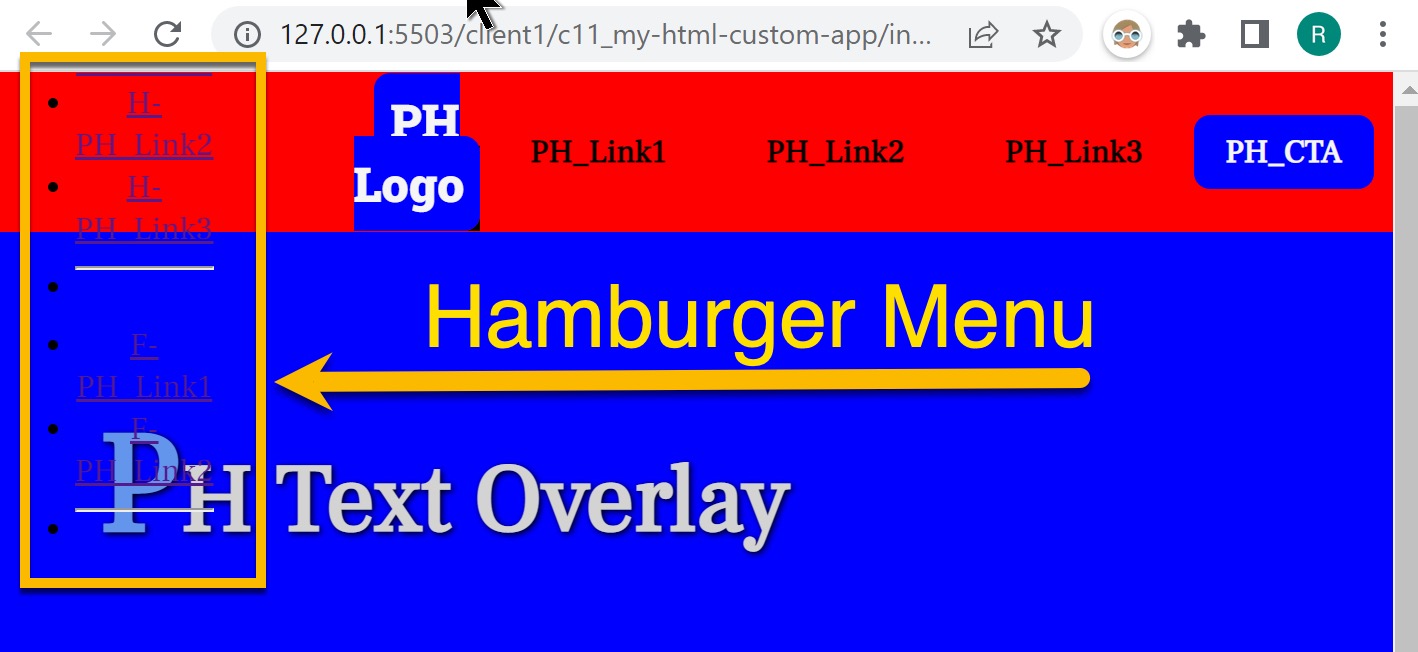 127.0.0.1:5503/client1/c11_my-html-custom-app/in...
R
H-
PH_Link2
H-
PH_Link3
F-
PH_Link1
F-
PH_Link2
PH
Logo
PH_Link1
PH_Link2
PH_Link3
PH_CTA
Hamburger Menu
PH Text Overlay